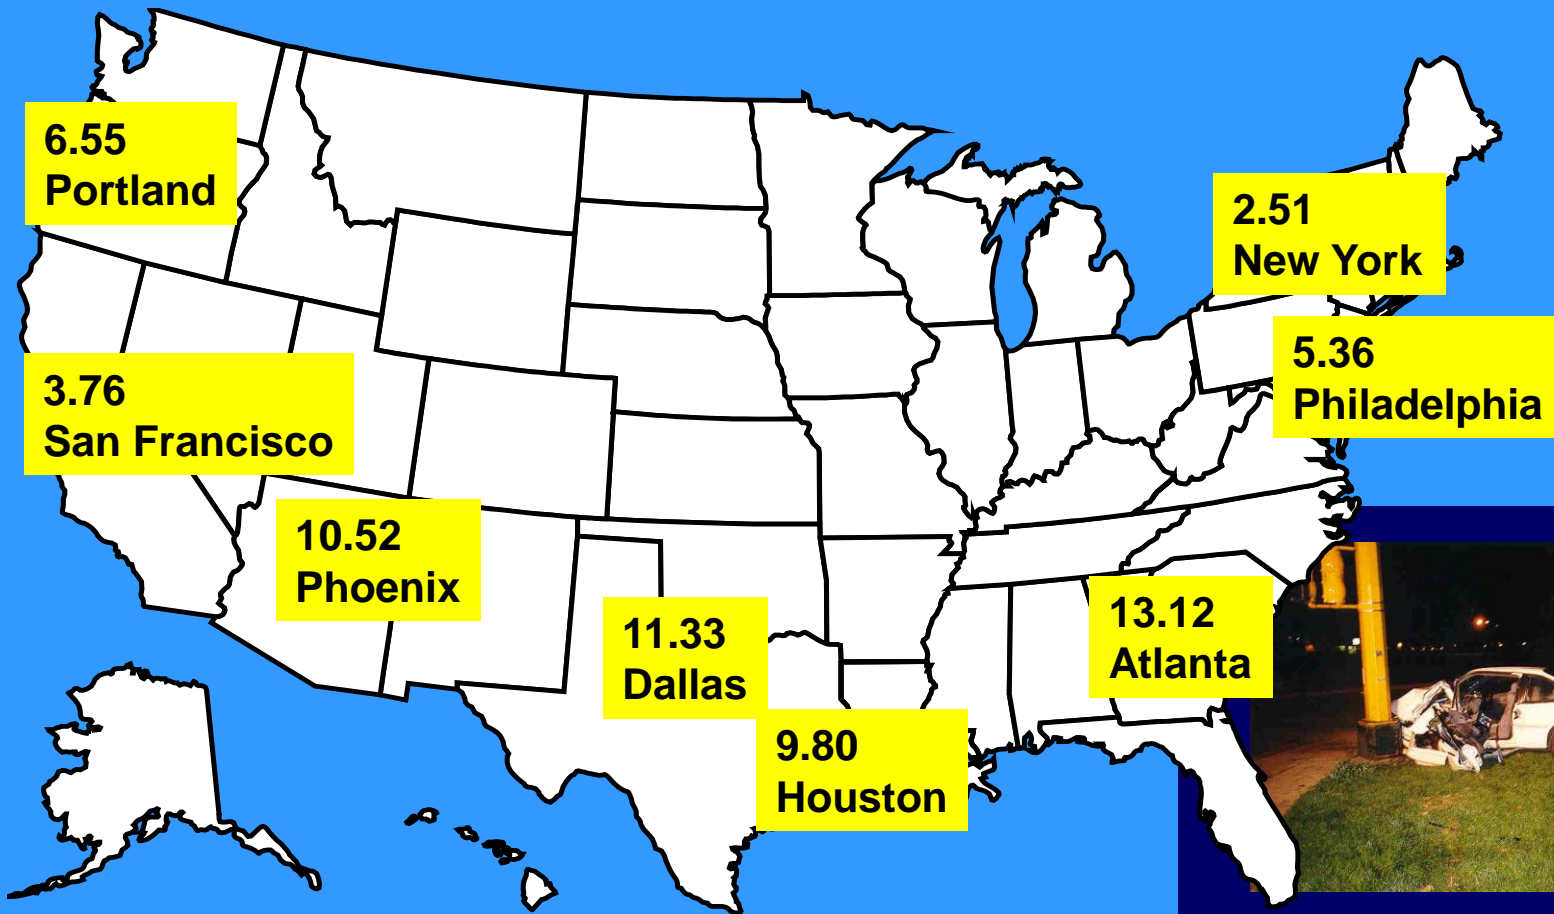 6.55
Portland
2.51
New York
5.36
Philadelphia
3.76
San Francisco
10.52
Phoenix
11.33
Dallas
13.12
Atlanta
9.80
Houston